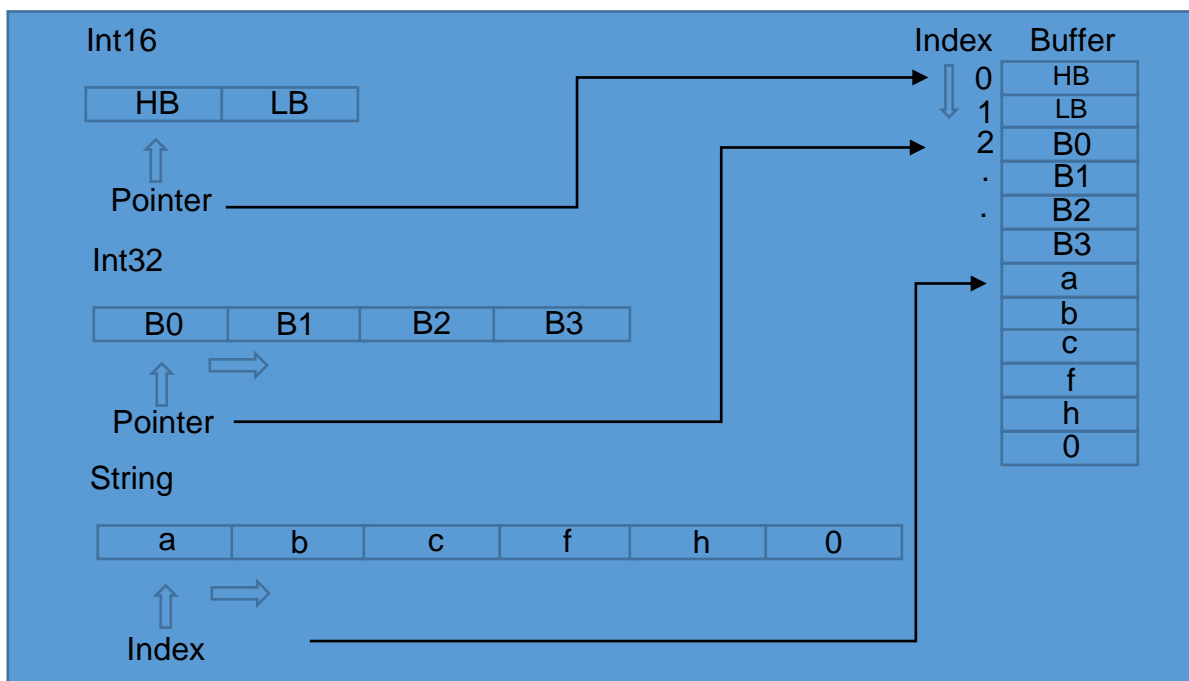 Int16
HB LB
Pointer
Int32
B0 B1 B2 B3
Pointer
String
a b c f h 0
Index
Index Buffer
0 HB
1 LB
2 B0
. B1
. B2
B3
a
b
c
f
h
0